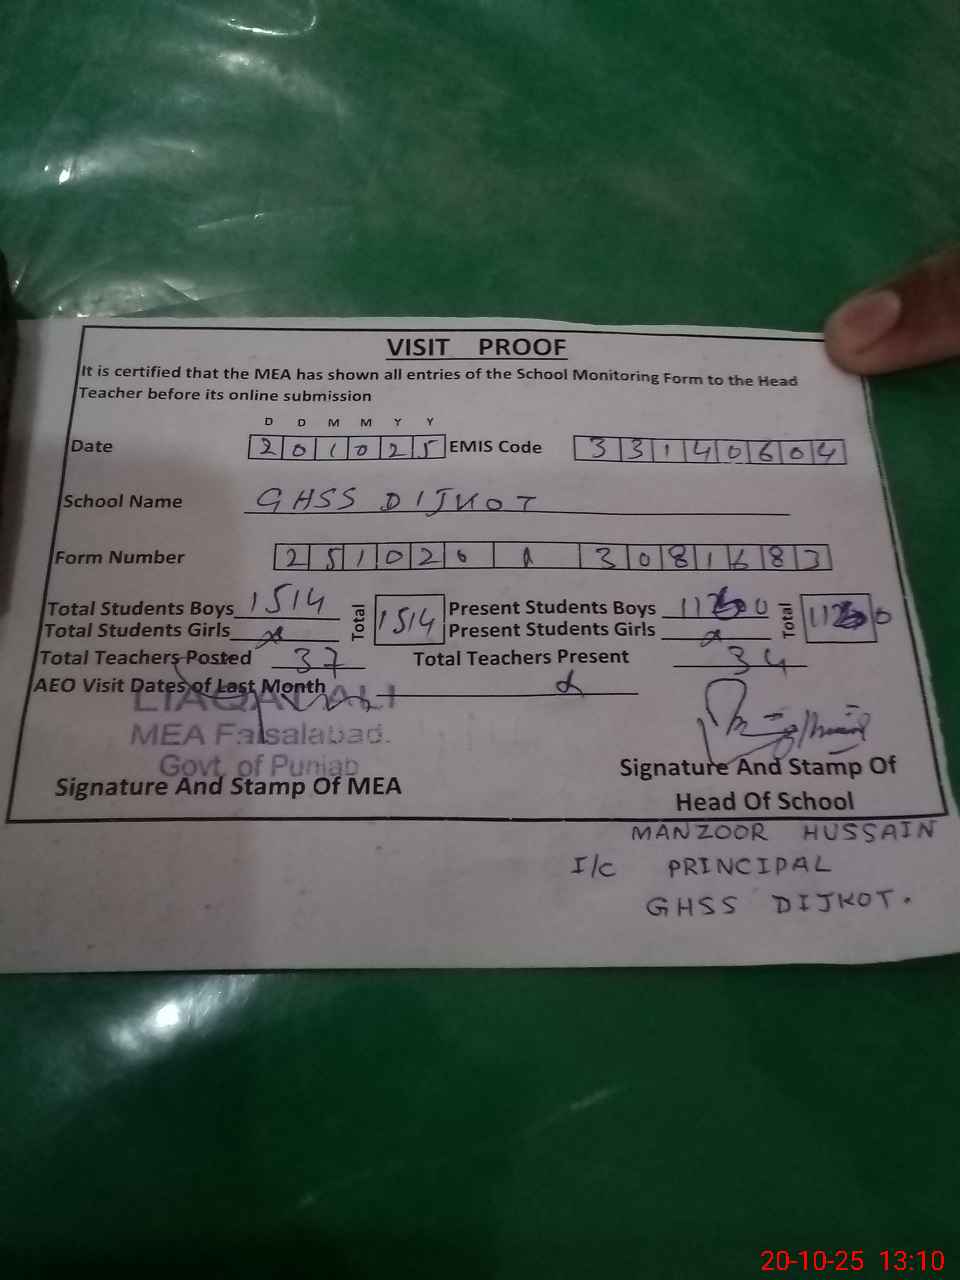 VISIT PROOF
It is certified that the MEA has shown all entries of the School Monitoring Form to the Head
Teacher before its online submission
D D M M Y Y
Date 2 0 1 0 2 5 EMIS Code 3 3 1 4 0 6 0 4
School Name GHSS DIJKOT
Form Number 2 5 1 0 2 0 A 3 0 8 1 6 8 3
Total Students Boys 1514 Total 1514 Present Students Boys Total
Total Students Girls x Present Students Girls x
Total Teachers Posted 37 Total Teachers Present 34
AEO Visit Dates of Last Month
LIAQAT ALI
MEA Faisalabad.
Govt. of Punjab
Signature And Stamp Of MEA
Signature And Stamp Of
Head Of School
MANZOOR HUSSAIN
I/c PRINCIPAL
GHSS DIJKOT.
20-10-25 13:10